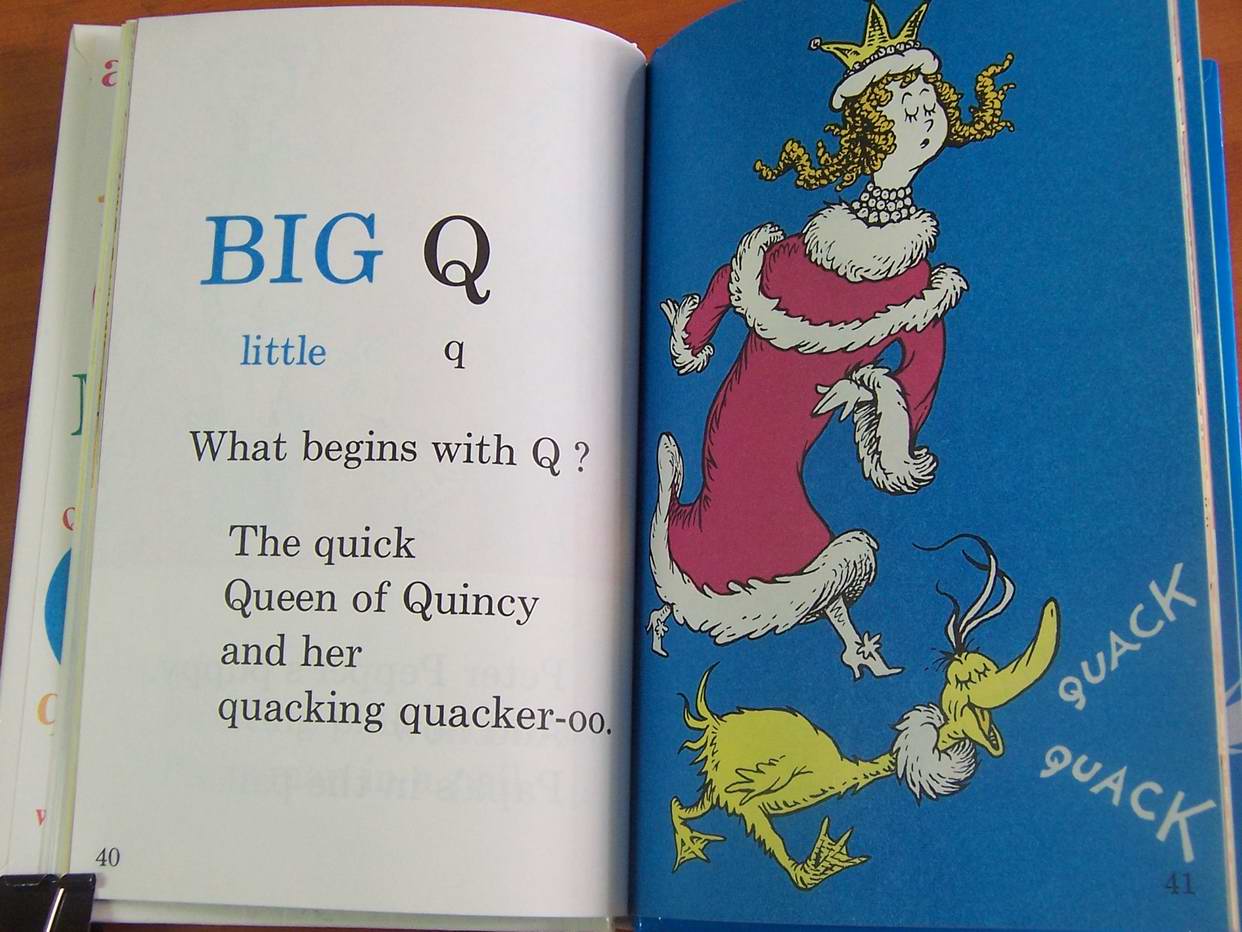 BIG Q
little q
What begins with Q ?
The quick
Queen of Quincy
and her
quacking quacker-oo.
40
QUACK
QUACK
41